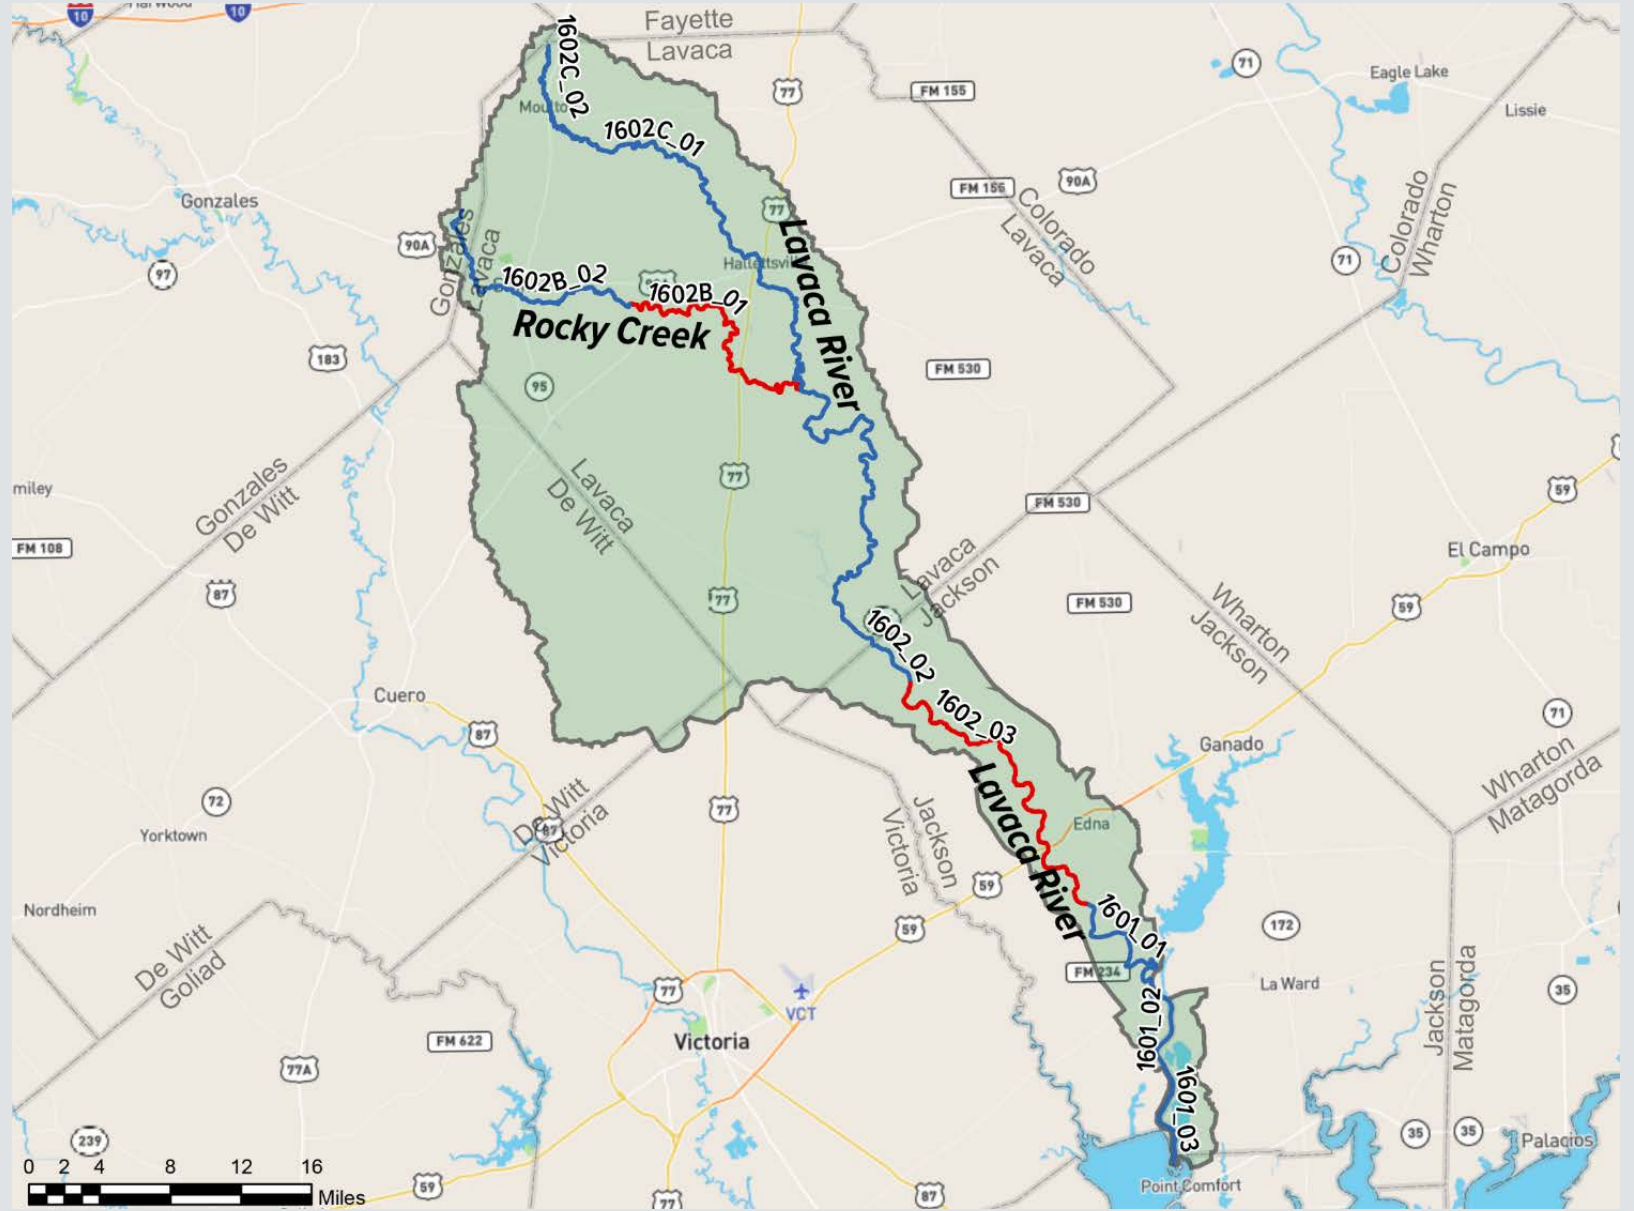 10
10
Fayette
Lavaca
71
Eagle Lake
Lissie
77
FM 155
1602C_02
1602C_01
Gonzales
FM 155
90A
Colorado
Lavaca
Colorado
Wharton
77
Lavaca River
90A
Gonzales
Lavaca
97
71
1602B_02
1602B_01
Rocky Creek
183
95
FM 530
Gonzales
De Witt
Lavaca
De Witt
77
FM 530
59
FM 108
El Campo
Lavaca
Jackson
87
77
FM 530
59
Wharton
Jackson
1602_02
Cuero
87
1602_03
71
Ganado
Wharton
Matagorda
72
Yorktown
De Witt
Victoria
87
77
Lavaca River
Jackson
Victoria
Edna
59
Nordheim
De Witt
Goliad
59
1601_01
172
FM 234
La Ward
77
VCT
1601_02
Jackson
Matagorda
35
FM 622
Victoria
77A
1601_03
239
35
35
Palacios
0 2 4 8 12 16
Miles
59
77
87
Point Comfort